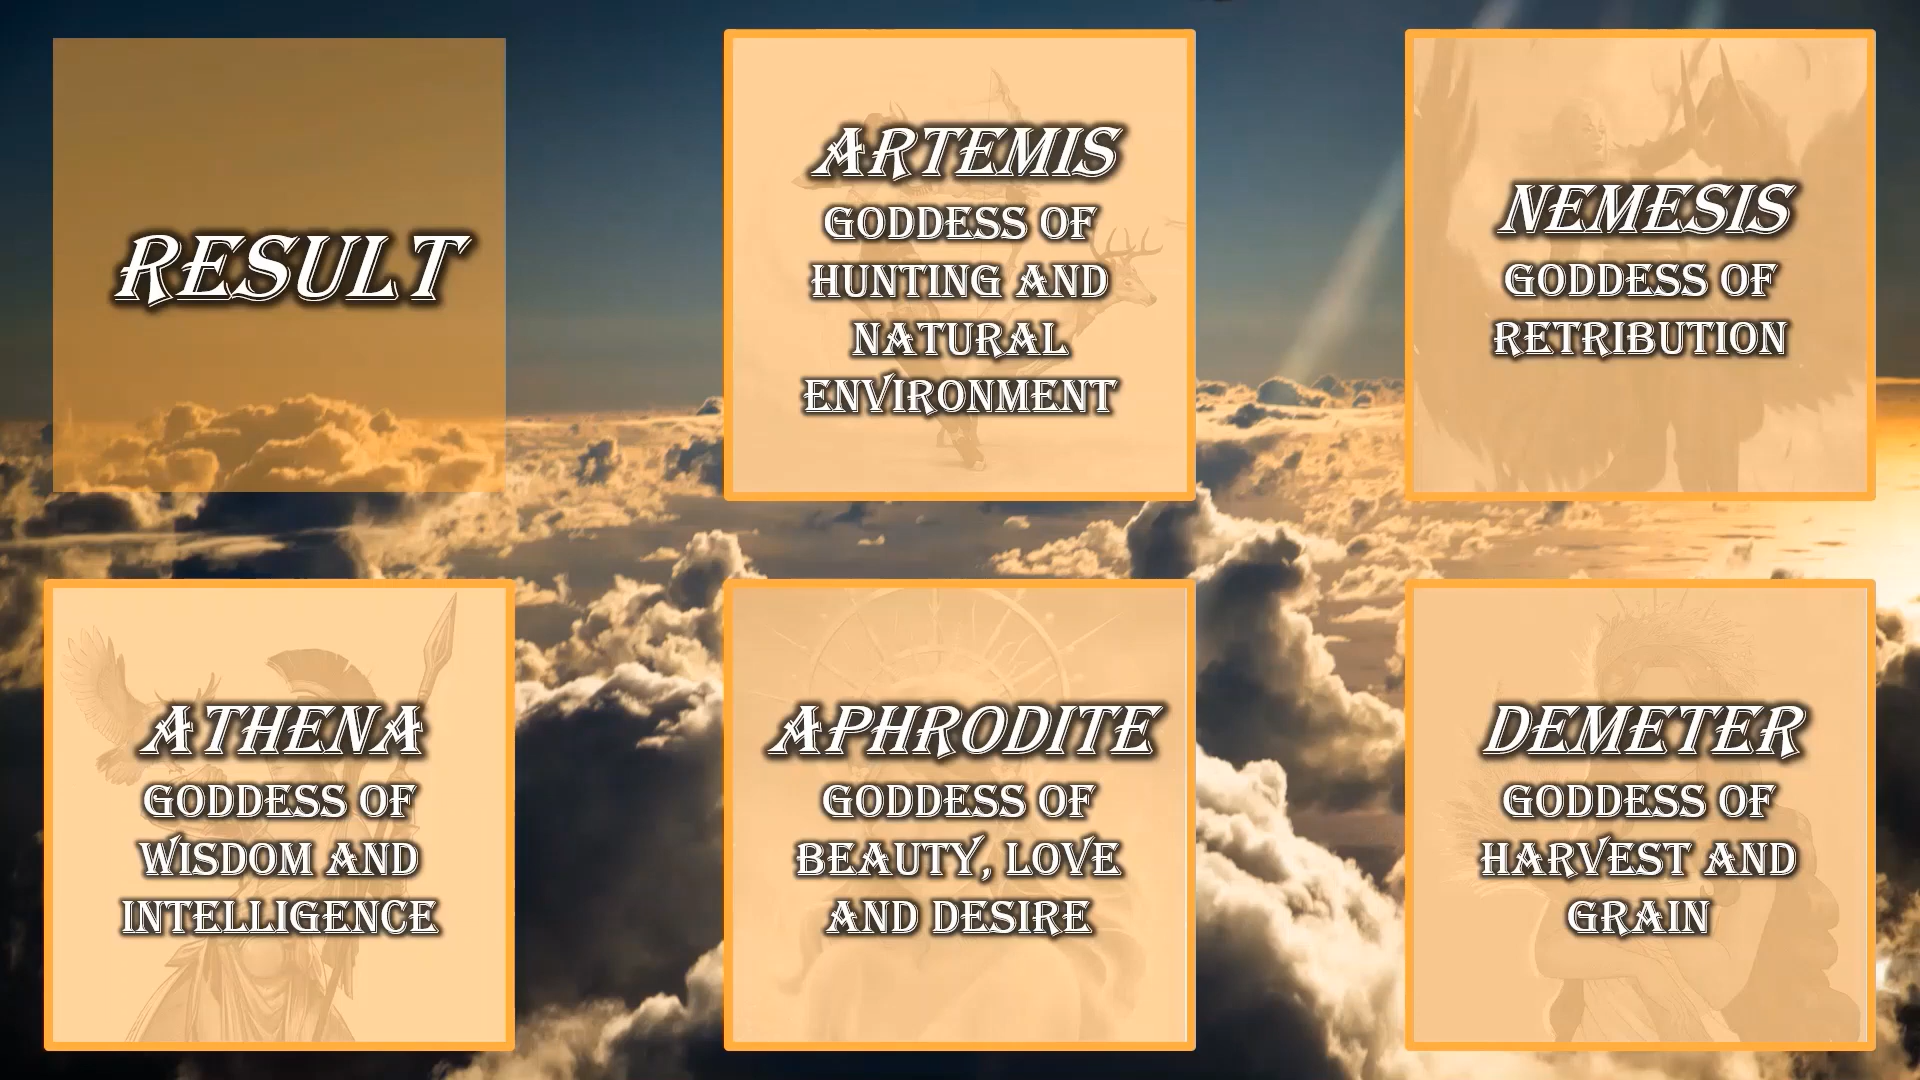 RESULT
ARTEMIS
GODDESS OF
HUNTING AND
NATURAL
ENVIRONMENT
NEMESIS
GODDESS OF
RETRIBUTION
ATHENA
GODDESS OF
WISDOM AND
INTELLIGENCE
APHRODITE
GODDESS OF
BEAUTY, LOVE
AND DESIRE
DEMETER
GODDESS OF
HARVEST AND
GRAIN